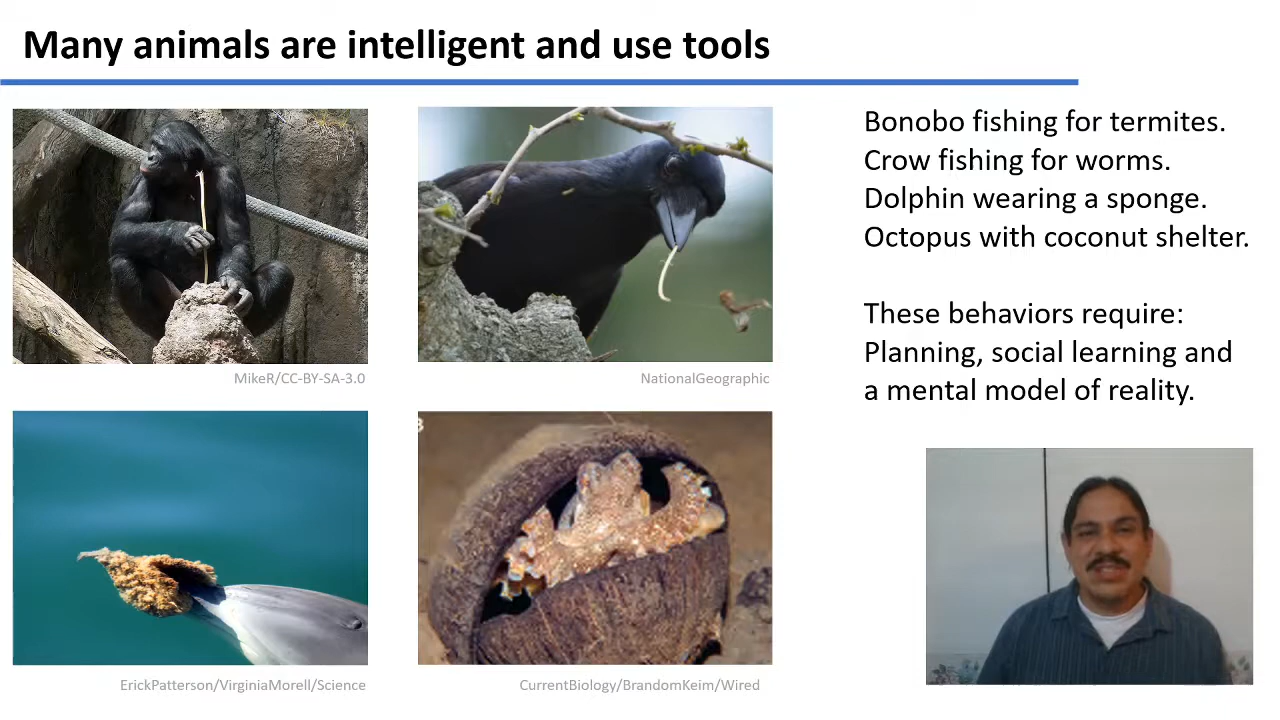 Many animals are intelligent and use tools
Bonobo fishing for termites.
Crow fishing for worms.
Dolphin wearing a sponge.
Octopus with coconut shelter.
These behaviors require:
Planning, social learning and
a mental model of reality.
MikeR/CC-BY-SA-3.0
NationalGeographic
ErickPatterson/VirginiaMorell/Science
CurrentBiology/BrandomKeim/Wired